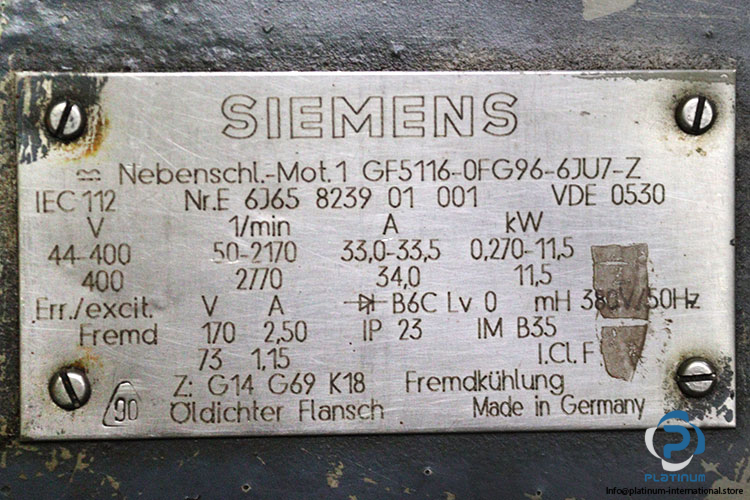 SIEMENS
≂ Nebenschl.-Mot.1 GF5116-0FG96-6JU7-Z
IEC 112 Nr.E 6J65 8239 01 001 VDE 0530
V 1/min A kW
44-400 50-2170 33,0-33,5 0,270-11,5
400 2770 34,0 11,5
Err./excit. V A B6C Lv 0 mH 380V/50Hz
Fremd 170 2,50 IP 23 IM B35
73 1,15 I.Cl.F
Z: G14 G69 K18 Fremdkühlung
90 Öldichter Flansch Made in Germany
PLATINUM
Info@platinum-international.store